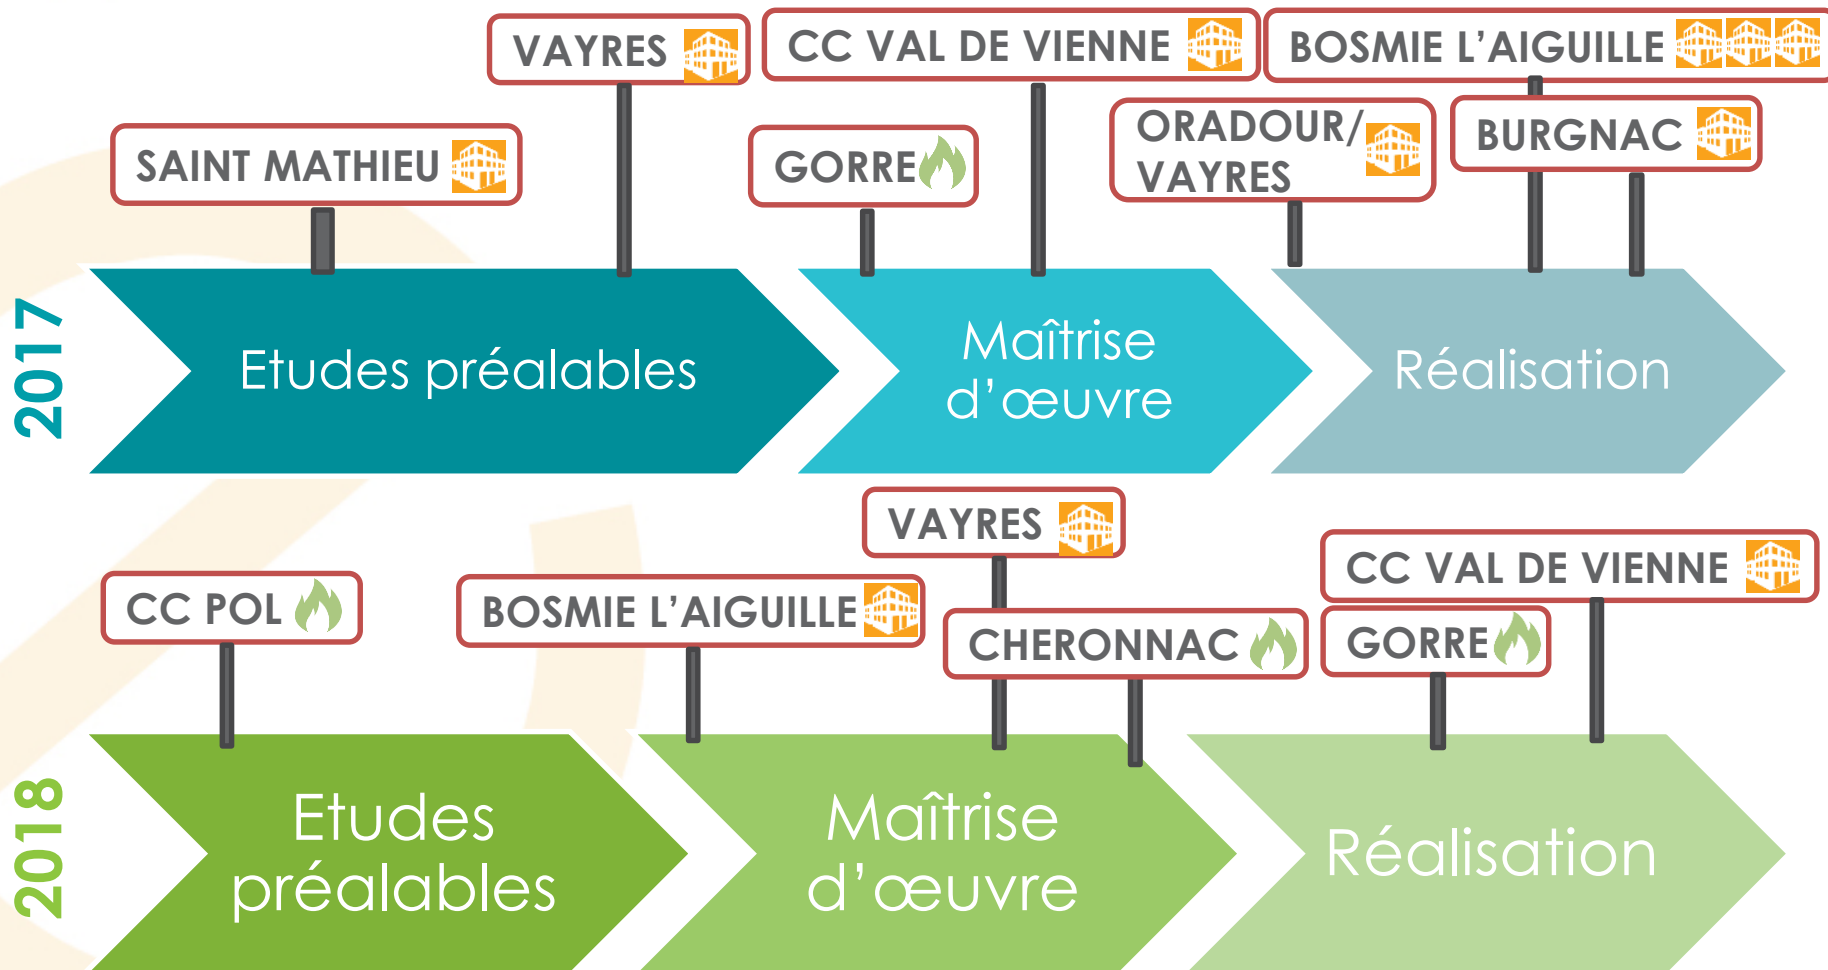 VAYRES
CC VAL DE VIENNE
BOSMIE L'AIGUILLE
SAINT MATHIEU
GORRE
ORADOUR/
VAYRES
BURGNAC
2017
Etudes préalables
Maîtrise
d'œuvre
Réalisation
VAYRES
CC VAL DE VIENNE
CC POL
BOSMIE L'AIGUILLE
CHERONNAC
GORRE
2018
Etudes
préalables
Maîtrise
d'œuvre
Réalisation